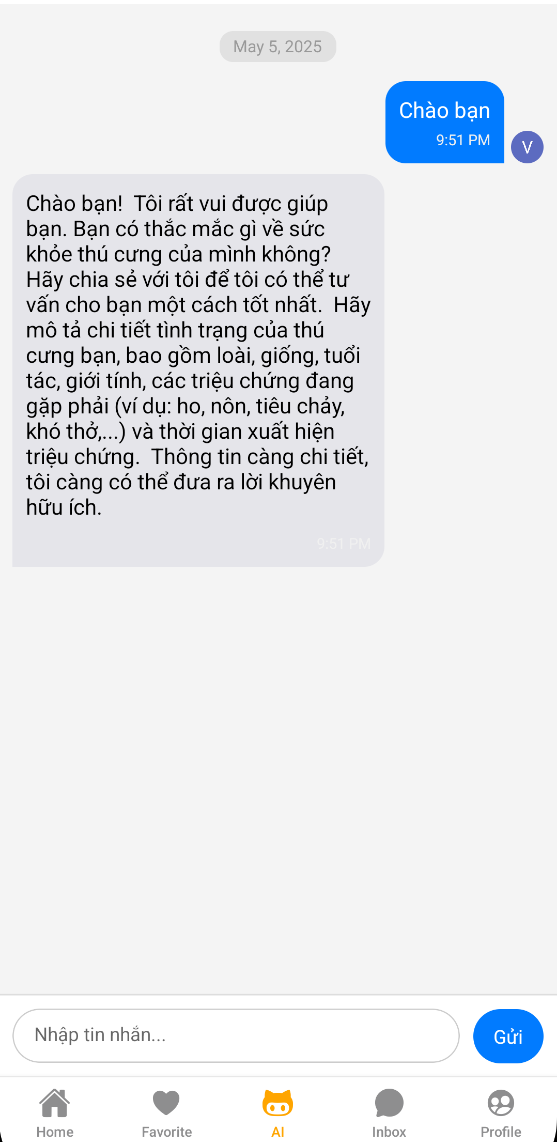 May 5, 2025
Chào bạn
9:51 PM
V
Chào bạn!  Tôi rất vui được giúp
bạn. Bạn có thắc mắc gì về sức
khỏe thú cưng của mình không?
Hãy chia sẻ với tôi để tôi có thể tư
vấn cho bạn một cách tốt nhất.  Hãy
mô tả chi tiết tình trạng của thú
cưng bạn, bao gồm loài, giống, tuổi
tác, giới tính, các triệu chứng đang
gặp phải (ví dụ: ho, nôn, tiêu chảy,
khó thở,...) và thời gian xuất hiện
triệu chứng.  Thông tin càng chi tiết,
tôi càng có thể đưa ra lời khuyên
hữu ích.
9:51 PM
Nhập tin nhắn...
Gửi
Home Favorite AI Inbox Profile